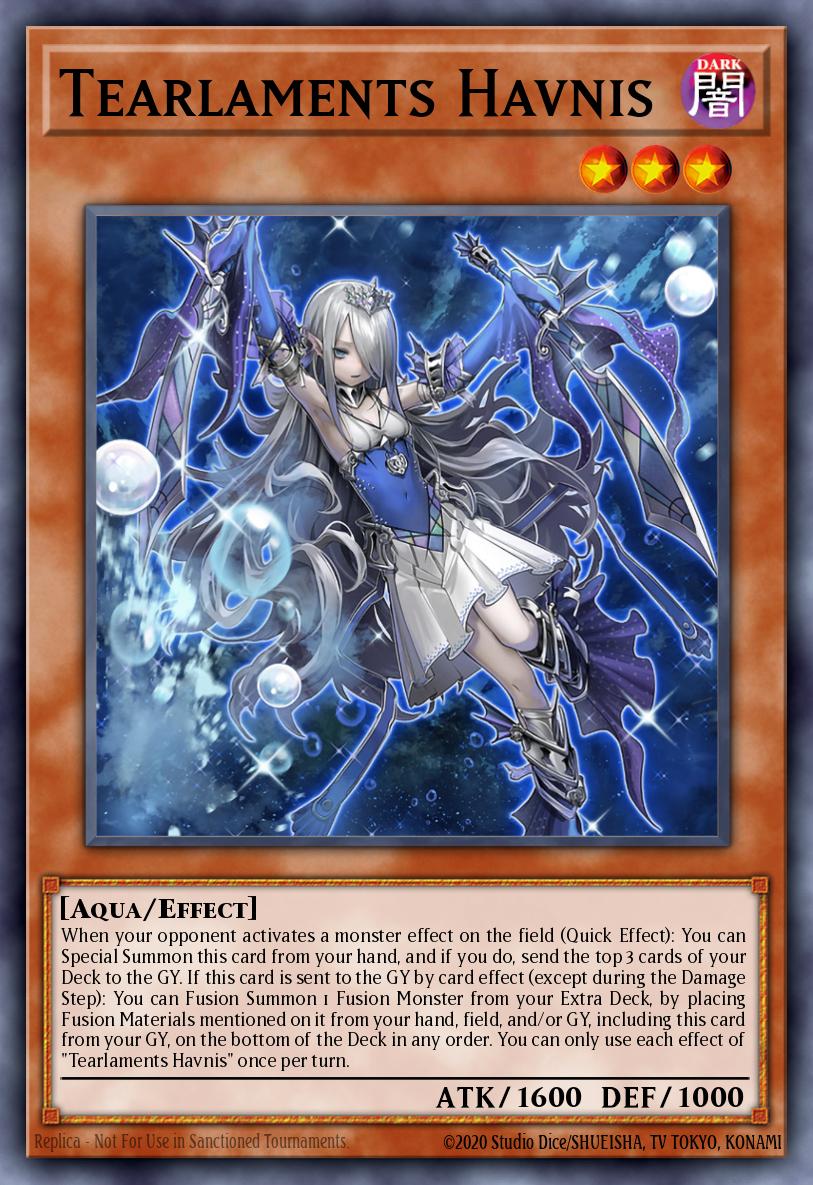 Tearlaments Havnis
DARK
闇
[Aqua/Effect]
When your opponent activates a monster effect on the field (Quick Effect): You can
Special Summon this card from your hand, and if you do, send the top 3 cards of your
Deck to the GY. If this card is sent to the GY by card effect (except during the Damage
Step): You can Fusion Summon 1 Fusion Monster from your Extra Deck, by placing
Fusion Materials mentioned on it from your hand, field, and/or GY, including this card
from your GY, on the bottom of the Deck in any order. You can only use each effect of
"Tearlaments Havnis" once per turn.
ATK/1600 DEF/1000
Replica - Not For Use in Sanctioned Tournaments.
©2020 Studio Dice/SHUEISHA, TV TOKYO, KONAMI